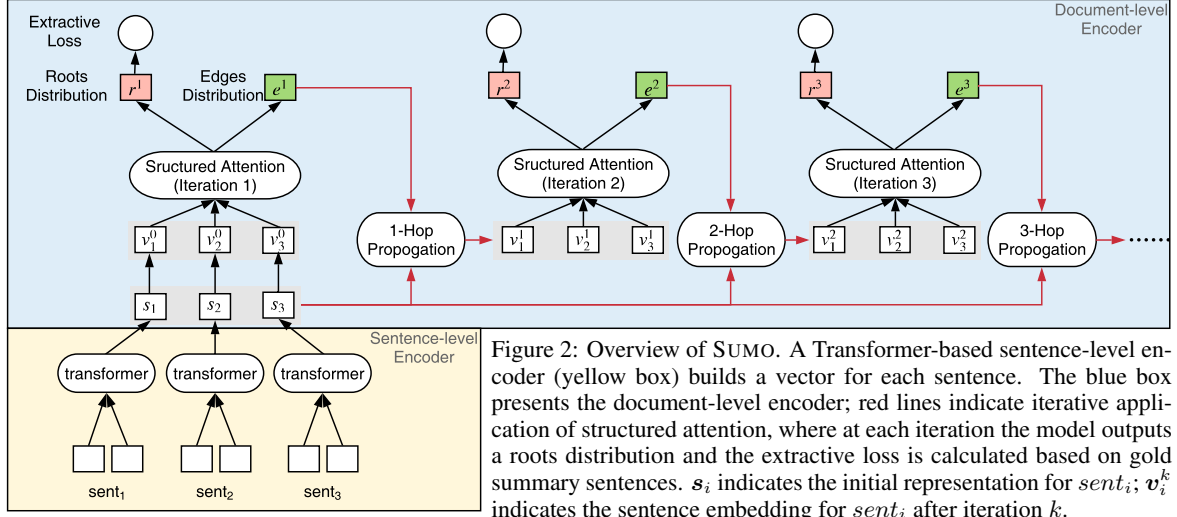 Document-level
Encoder
Extractive
Loss
Roots
Distribution
r¹
Edges
Distribution
e¹
r²
e²
r³
e³
Sructured Attention
(Iteration 1)
Sructured Attention
(Iteration 2)
Sructured Attention
(Iteration 3)
v₁⁰ v₂⁰ v₃⁰
1-Hop
Propogation
v₁¹ v₂¹ v₃¹
2-Hop
Propogation
v₁² v₂² v₃²
3-Hop
Propogation
......
s₁ s₂ s₃
Sentence-level
Encoder
transformer transformer transformer
sent₁ sent₂ sent₃
Figure 2: Overview of SUMO. A Transformer-based sentence-level en-
coder (yellow box) builds a vector for each sentence. The blue box
presents the document-level encoder; red lines indicate iterative appli-
cation of structured attention, where at each iteration the model outputs
a roots distribution and the extractive loss is calculated based on gold
summary sentences. sᵢ indicates the initial representation for sentᵢ; vᵢᵏ
indicates the sentence embedding for sentᵢ after iteration k.